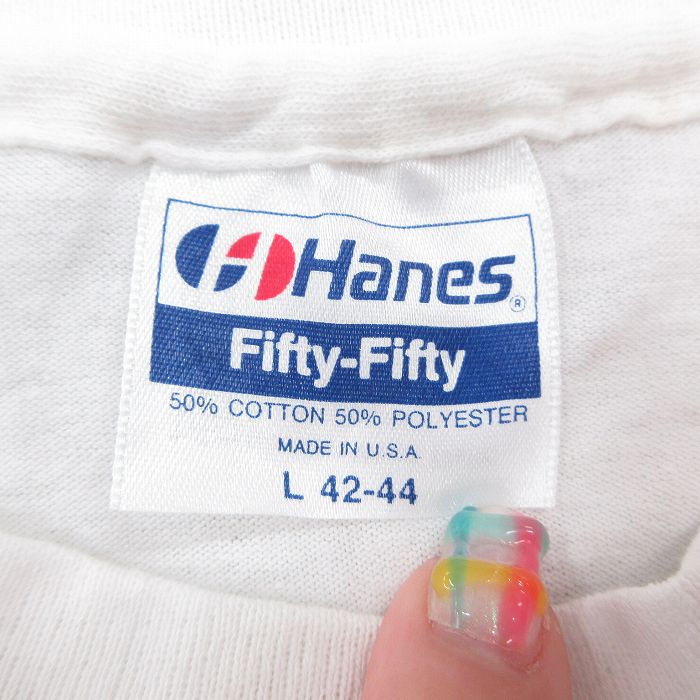 Hanes®
Fifty-Fifty
50% COTTON 50% POLYESTER
MADE IN U.S.A.
L 42-44